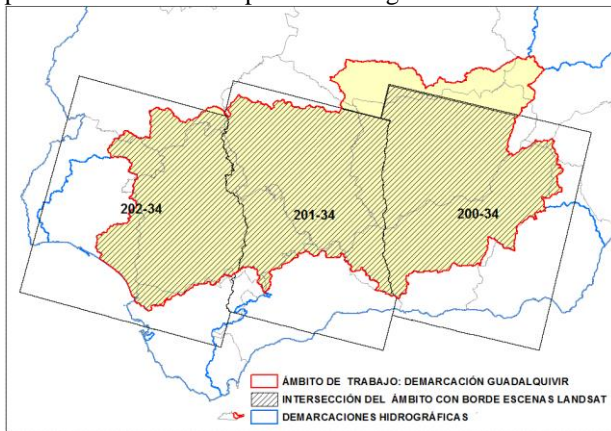 202-34
201-34
200-34
ÁMBITO DE TRABAJO: DEMARCACIÓN GUADALQUIVIR
INTERSECCIÓN DEL ÁMBITO CON BORDE ESCENAS LANDSAT
DEMARCACIONES HIDROGRÁFICAS